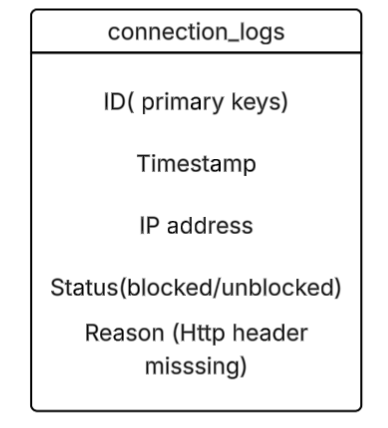 connection_logs
ID( primary keys)
Timestamp
IP address
Status(blocked/unblocked)
Reason (Http header
misssing)